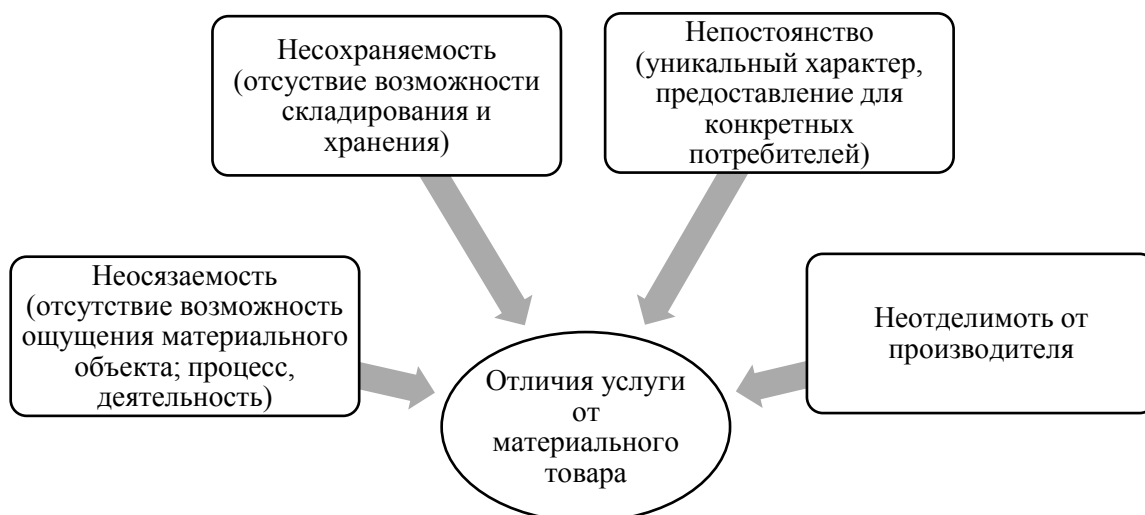 Несохраняемость
(отсуствие возможности
складирования и
хранения)
Непостоянство
(уникальный характер,
предоставление для
конкретных
потребителей)
Неосязаемость
(отсутствие возможность
ощущения материального
объекта; процесс,
деятельность)
Неотделимоть от
производителя
Отличия услуги
от
материального
товара